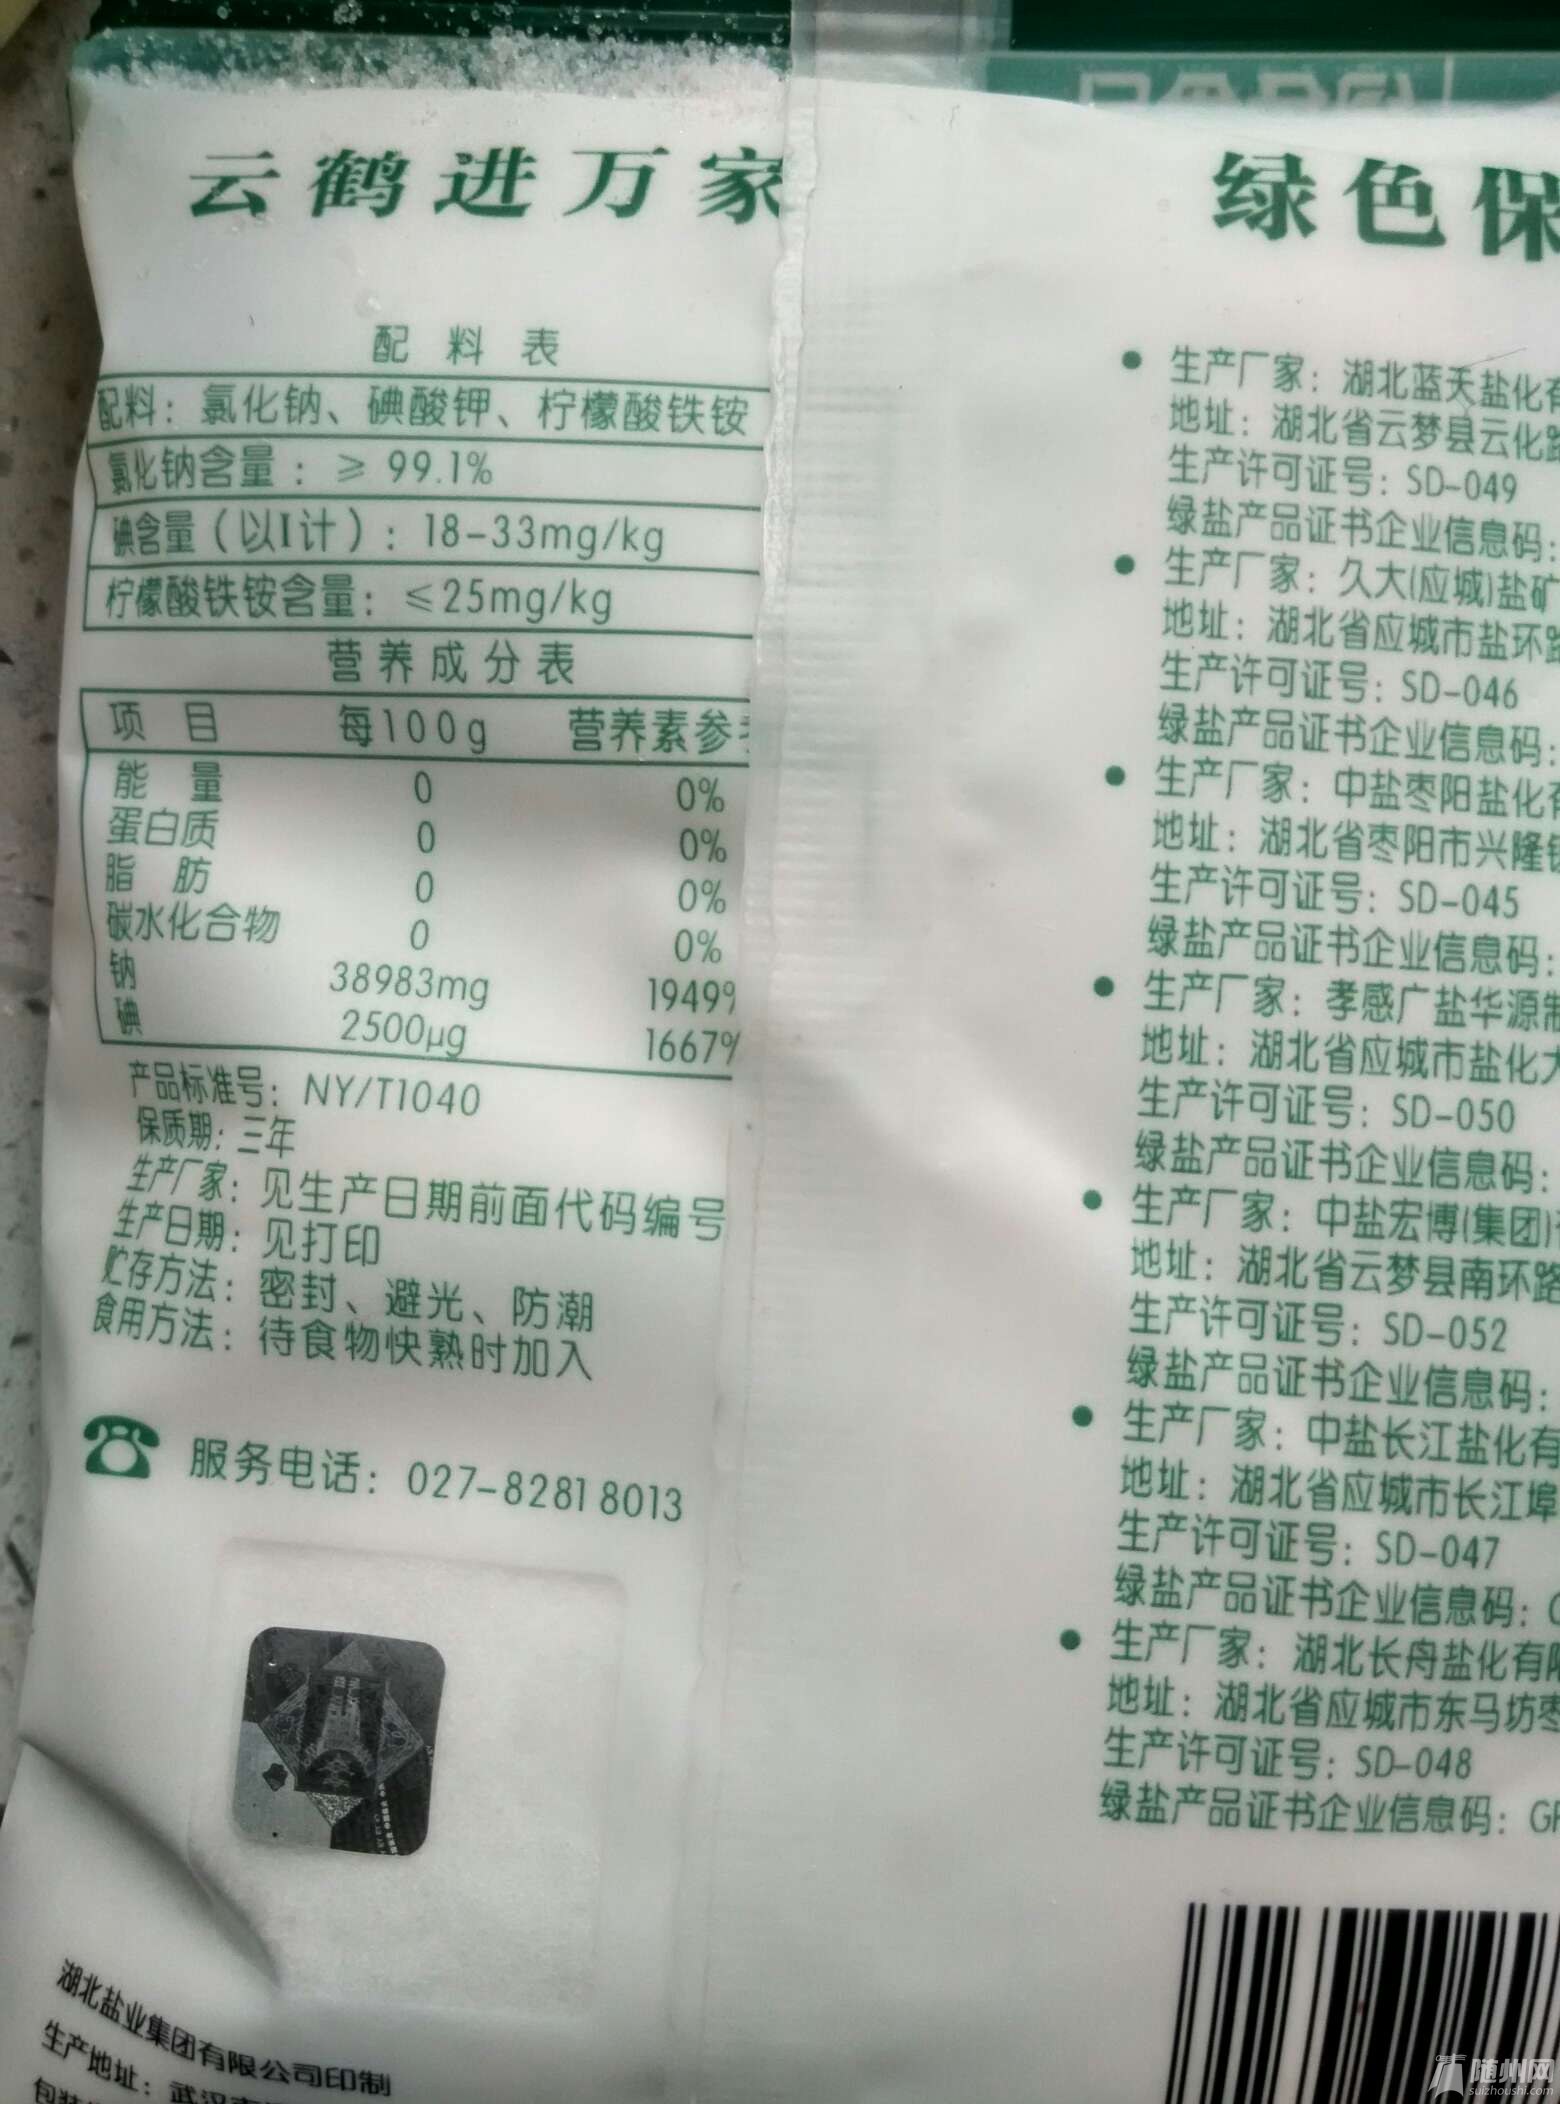 云鹤进万家
配料表
配料：氯化钠、碘酸钾、柠檬酸铁铵
氯化钠含量：≥99.1%
碘含量（以I计）：18-33mg/kg
柠檬酸铁铵含量：≤25mg/kg
营养成分表
项目 每100g 营养素参
能量 0 0%
蛋白质 0 0%
脂肪 0 0%
碳水化合物 0 0%
钠 38983mg 1949%
碘 2500μg 1667%
产品标准号：NY/T1040
保质期：三年
生产厂家：见生产日期前面代码编号
生产日期：见打印
贮存方法：密封、避光、防潮
食用方法：待食物快熟时加入
服务电话：027-82818013
湖北盐业集团有限公司印制
生产地址：武汉
包装
绿色保
• 生产厂家：湖北蓝天盐化有
地址：湖北省云梦县云化路
生产许可证号：SD-049
绿盐产品证书企业信息码：
• 生产厂家：久大(应城)盐矿
地址：湖北省应城市盐环路
生产许可证号：SD-046
绿盐产品证书企业信息码：
• 生产厂家：中盐枣阳盐化有
地址：湖北省枣阳市兴隆镇
生产许可证号：SD-045
绿盐产品证书企业信息码：
• 生产厂家：孝感广盐华源制
地址：湖北省应城市盐化大
生产许可证号：SD-050
绿盐产品证书企业信息码：
• 生产厂家：中盐宏博(集团)
地址：湖北省云梦县南环路
生产许可证号：SD-052
绿盐产品证书企业信息码：
• 生产厂家：中盐长江盐化有
地址：湖北省应城市长江埠
生产许可证号：SD-047
绿盐产品证书企业信息码：
• 生产厂家：湖北长舟盐化有限
地址：湖北省应城市东马坊枣
生产许可证号：SD-048
绿盐产品证书企业信息码：GF
随州网
suizhoushi.com